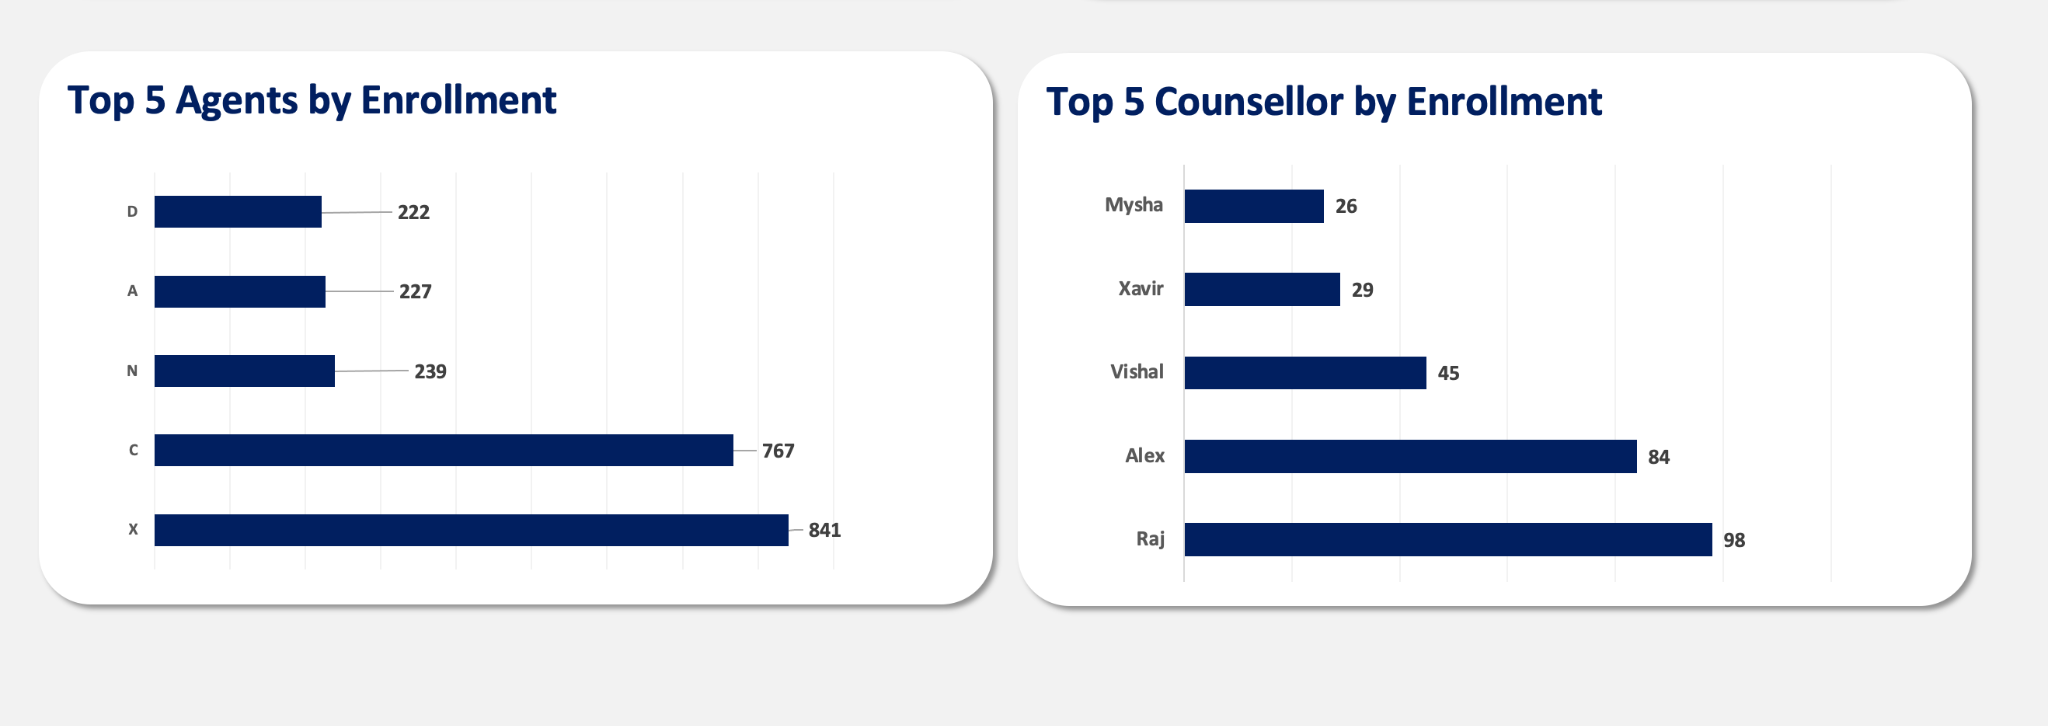 Top 5 Agents by Enrollment
D 222
A 227
N 239
C 767
X 841
Top 5 Counsellor by Enrollment
Mysha 26
Xavir 29
Vishal 45
Alex 84
Raj 98